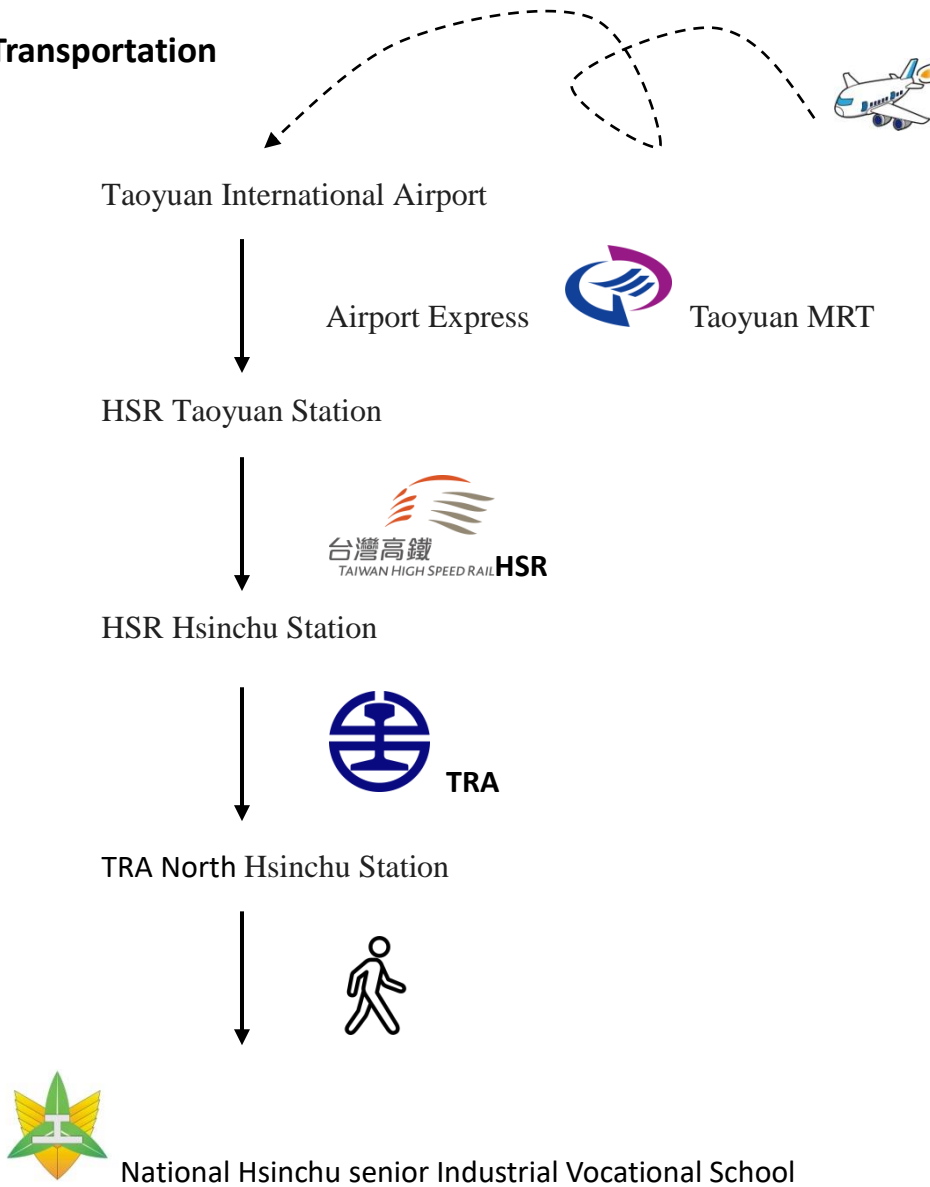 Transportation
Taoyuan International Airport
Airport Express Taoyuan MRT
HSR Taoyuan Station
台灣高鐵
TAIWAN HIGH SPEED RAIL HSR
HSR Hsinchu Station
TRA
TRA North Hsinchu Station
National Hsinchu senior Industrial Vocational School